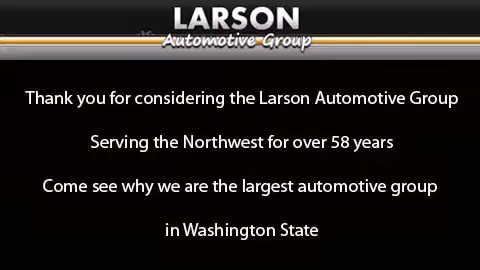 LARSON
Automotive Group
Thank you for considering the Larson Automotive Group
Serving the Northwest for over 58 years
Come see why we are the largest automotive group
in Washington State